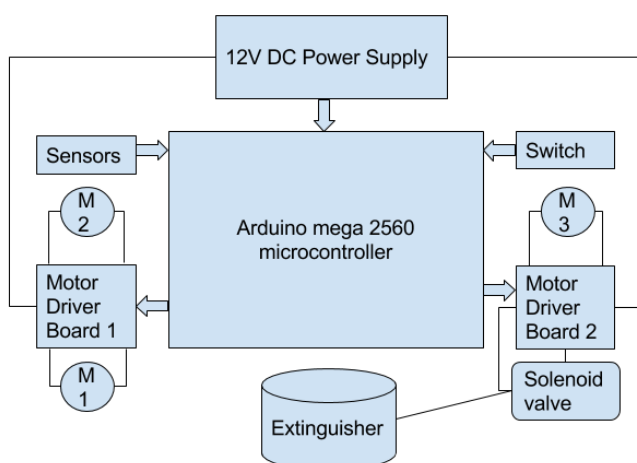 12V DC Power Supply
Sensors
Switch
M
2
M
3
Arduino mega 2560
microcontroller
Motor
Driver
Board 1
Motor
Driver
Board 2
M
1
Solenoid
valve
Extinguisher